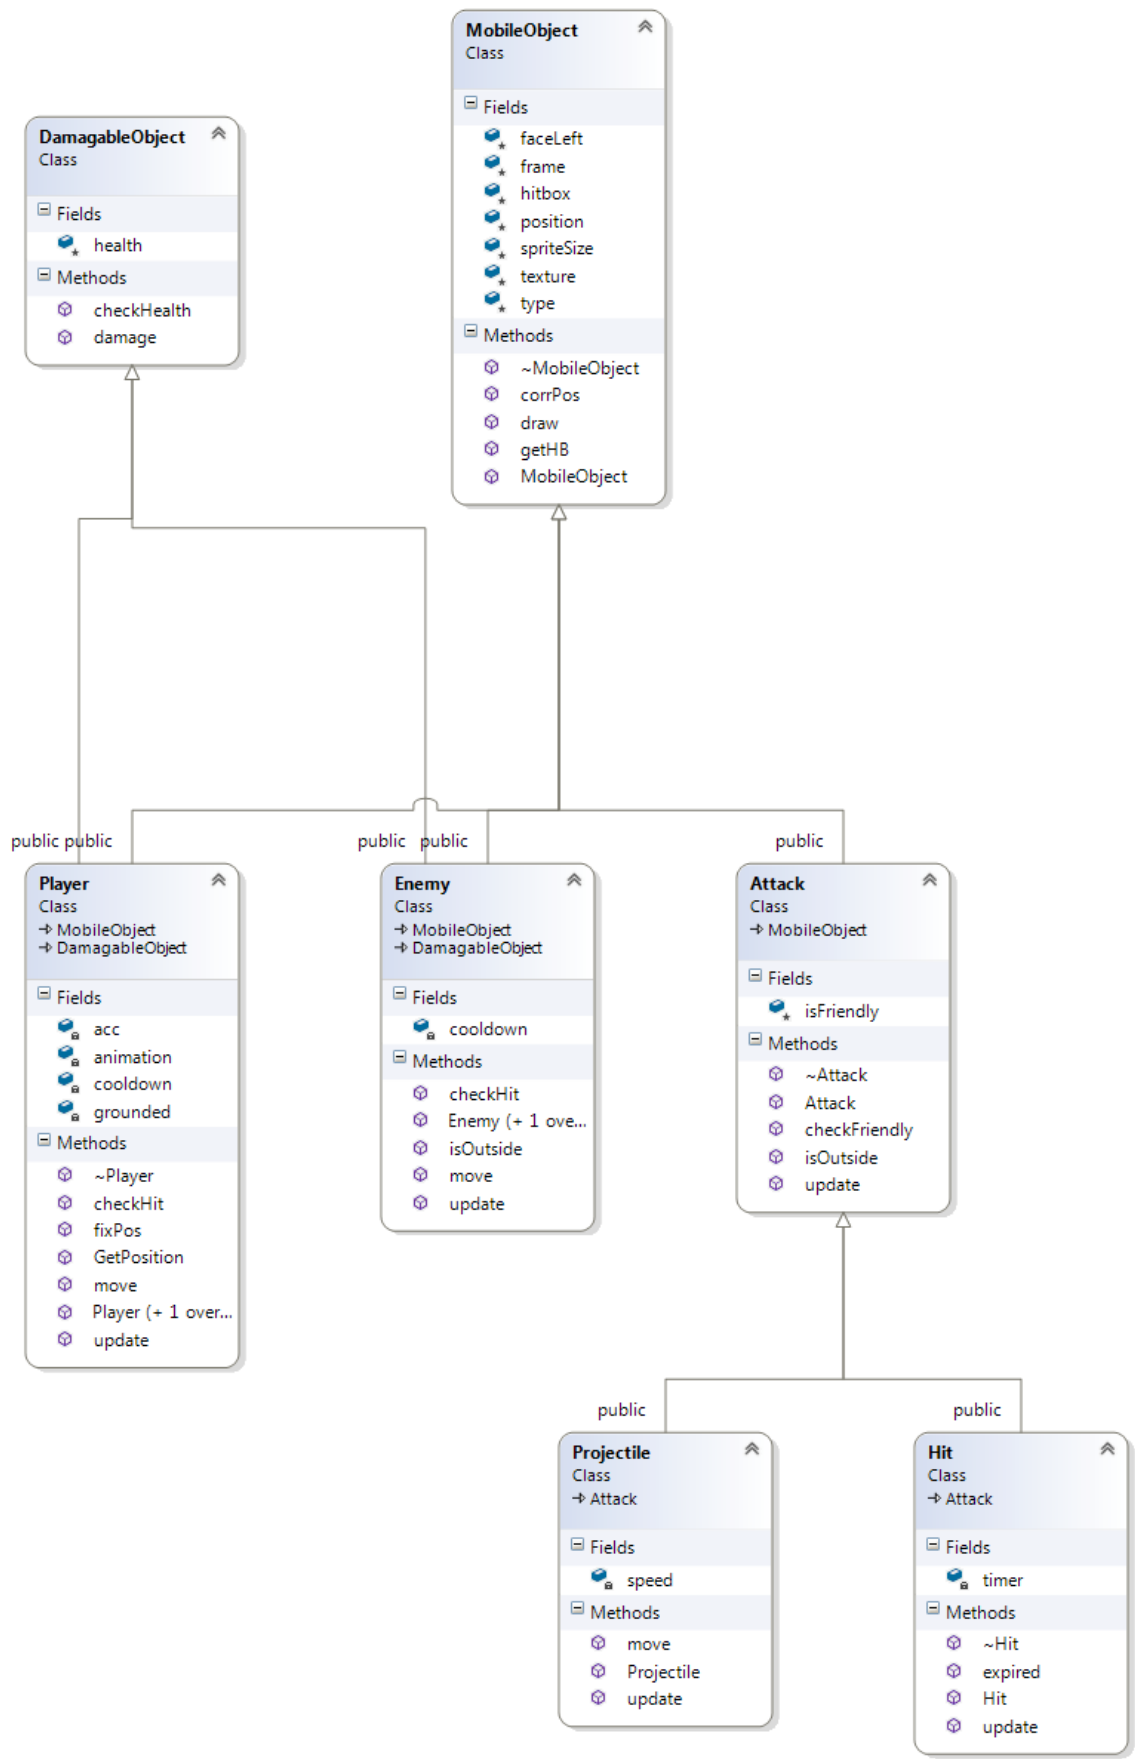 MobileObject
Class
Fields
faceLeft
frame
hitbox
position
spriteSize
texture
type
Methods
~MobileObject
corrPos
draw
getHB
MobileObject
DamagableObject
Class
Fields
health
Methods
checkHealth
damage
public public
public public
public
Player
Class
MobileObject
DamagableObject
Fields
acc
animation
cooldown
grounded
Methods
~Player
checkHit
fixPos
GetPosition
move
Player (+ 1 over...
update
Enemy
Class
MobileObject
DamagableObject
Fields
cooldown
Methods
checkHit
Enemy (+ 1 ove...
isOutside
move
update
Attack
Class
MobileObject
Fields
isFriendly
Methods
~Attack
Attack
checkFriendly
isOutside
update
public
public
Projectile
Class
Attack
Fields
speed
Methods
move
Projectile
update
Hit
Class
Attack
Fields
timer
Methods
~Hit
expired
Hit
update